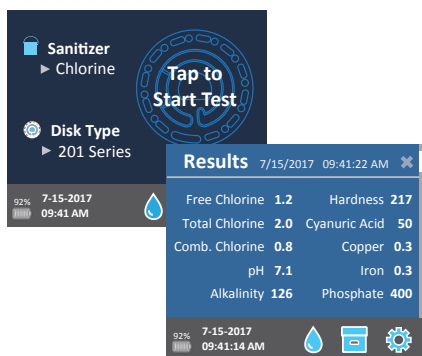 Sanitizer
▶ Chlorine
Tap to
Start Test
Disk Type
▶ 201 Series
92% 7-15-2017
09:41 AM
Results 7/15/2017 09:41:22 AM ✖
Free Chlorine 1.2 Hardness 217
Total Chlorine 2.0 Cyanuric Acid 50
Comb. Chlorine 0.8 Copper 0.3
pH 7.1 Iron 0.3
Alkalinity 126 Phosphate 400
92% 7-15-2017
09:41:14 AM